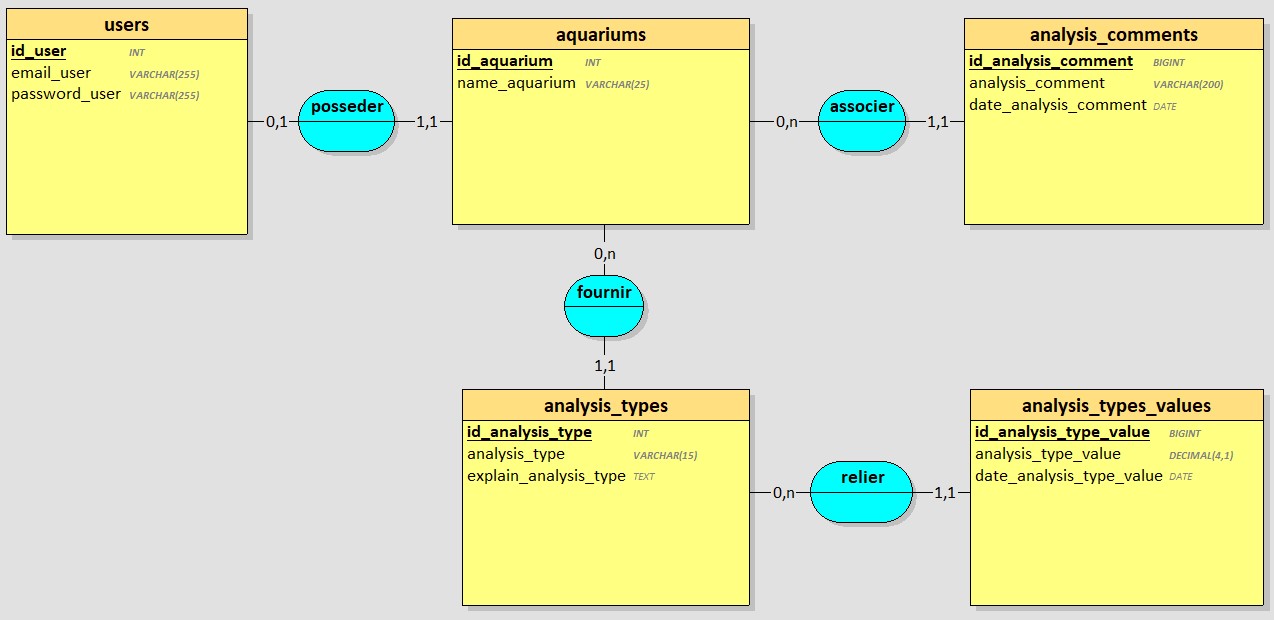 users
id_user INT
email_user VARCHAR(255)
password_user VARCHAR(255)
0,1
posseder
1,1
aquariums
id_aquarium INT
name_aquarium VARCHAR(25)
0,n
associer
1,1
analysis_comments
id_analysis_comment BIGINT
analysis_comment VARCHAR(200)
date_analysis_comment DATE
0,n
fournir
1,1
analysis_types
id_analysis_type INT
analysis_type VARCHAR(15)
explain_analysis_type TEXT
0,n
relier
1,1
analysis_types_values
id_analysis_type_value BIGINT
analysis_type_value DECIMAL(4,1)
date_analysis_type_value DATE